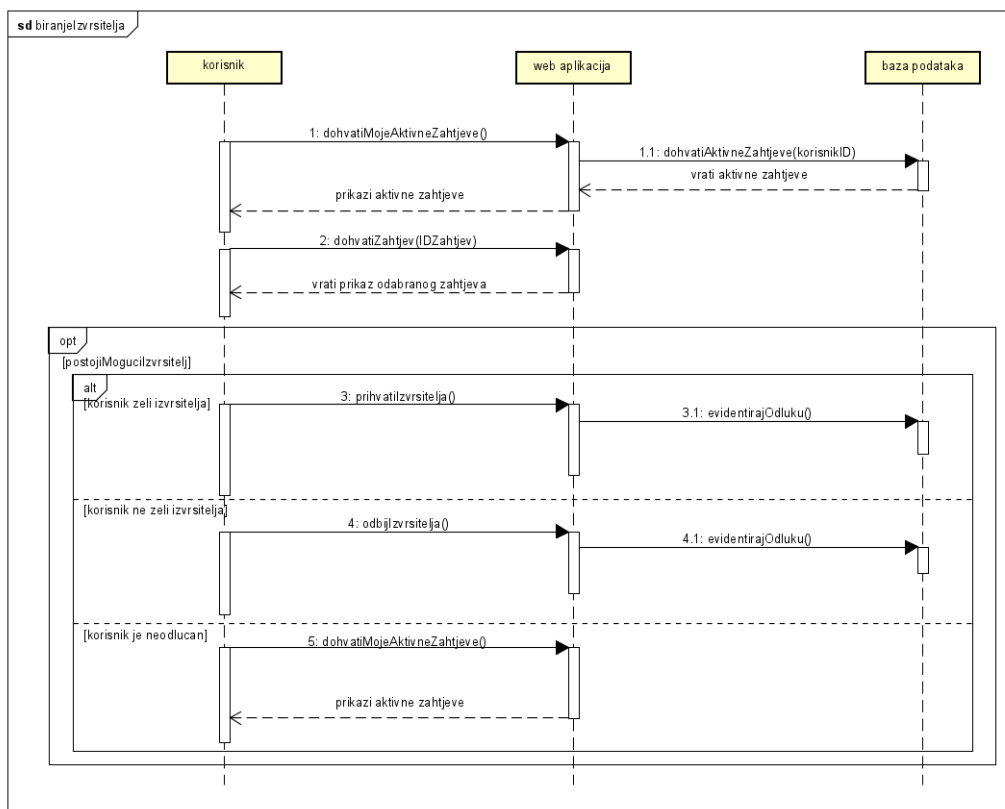 sd biranjeIzvrsitelja
korisnik
web aplikacija
baza podataka
1: dohvatiMojeAktivneZahtjeve()
1.1: dohvatiAktivneZahtjeve(korisnikID)
vrati aktivne zahtjeve
prikazi aktivne zahtjeve
2: dohvatiZahtjev(IDZahtjev)
vrati prikaz odabranog zahtjeva
opt
[postojiMoguciIzvrsitelj]
alt
[korisnik zeli izvrsitelja]
3: prihvatiIzvrsitelja()
3.1: evidentirajOdluku()
[korisnik ne zeli izvrsitelja]
4: odbijIzvrsitelja()
4.1: evidentirajOdluku()
[korisnik je neodlucan]
5: dohvatiMojeAktivneZahtjeve()
prikazi aktivne zahtjeve